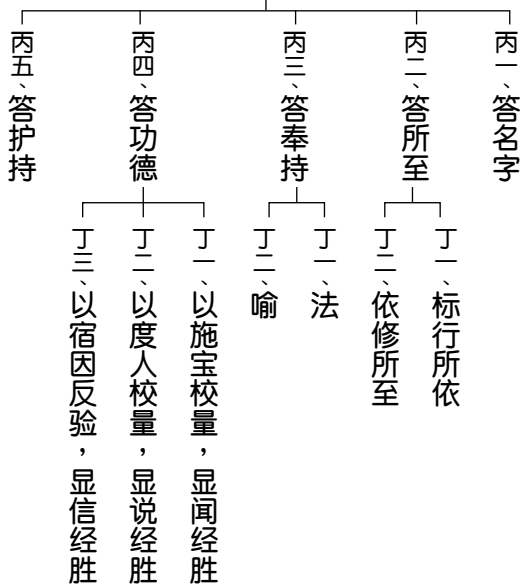 丙一、答名字
丙二、答所至
丁一、标行所依
丁二、依修所至
丙三、答奉持
丁一、法
丁二、喻
丙四、答功德
丁一、以施宝校量，显闻经胜
丁二、以度人校量，显说经胜
丁三、以宿因反验，显信经胜
丙五、答护持